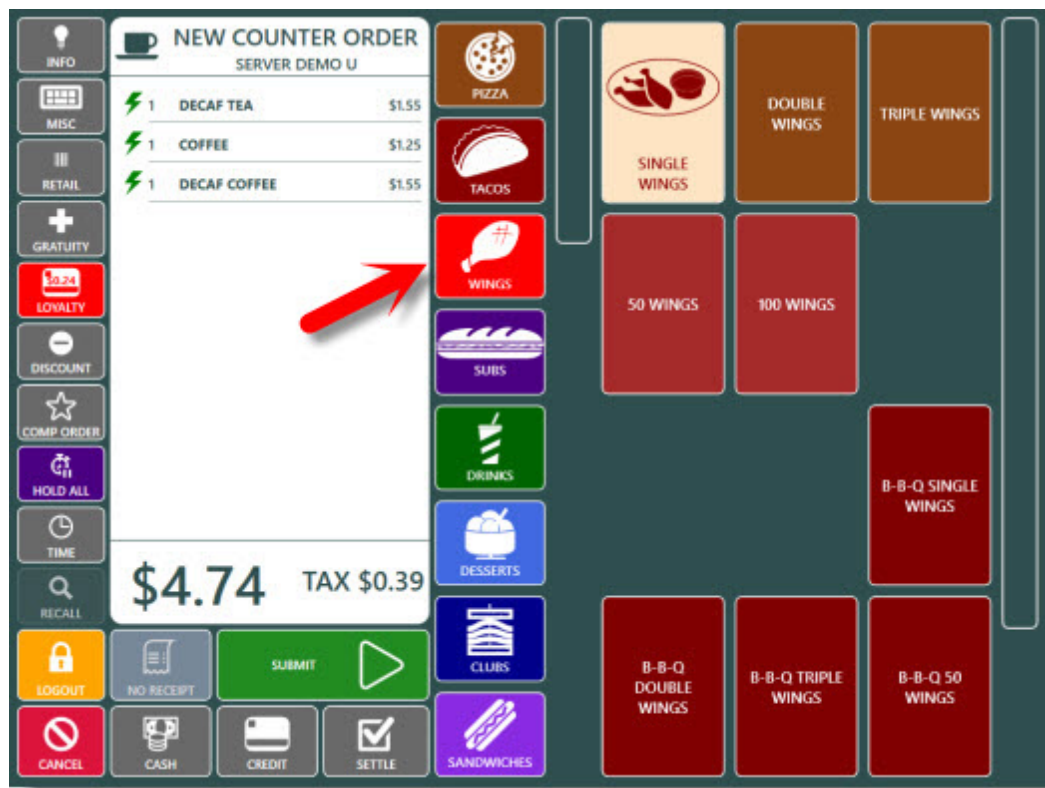 INFO
MISC
RETAIL
GRATUITY
$0.24
LOYALTY
DISCOUNT
COMP ORDER
HOLD ALL
TIME
RECALL
LOGOUT
CANCEL
NEW COUNTER ORDER
SERVER DEMO U
1 DECAF TEA $1.55
1 COFFEE $1.25
1 DECAF COFFEE $1.55
$4.74 TAX $0.39
NO RECEIPT
SUBMIT
CASH
CREDIT
SETTLE
PIZZA
TACOS
WINGS
SUBS
DRINKS
DESSERTS
CLUBS
SANDWICHES
SINGLE
WINGS
DOUBLE
WINGS
TRIPLE WINGS
50 WINGS
100 WINGS
B-B-Q SINGLE
WINGS
B-B-Q
DOUBLE
WINGS
B-B-Q TRIPLE
WINGS
B-B-Q 50
WINGS